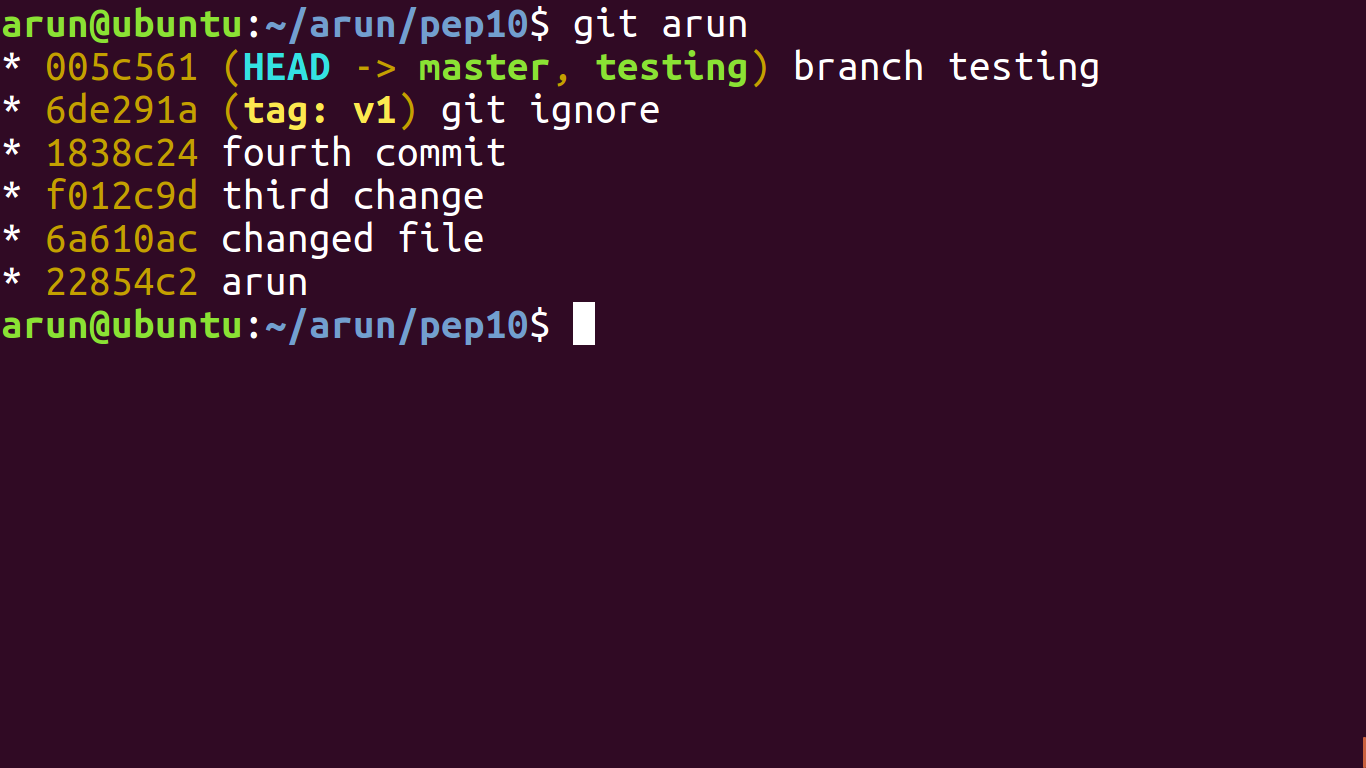 arun@ubuntu:~/arun/pep10$ git arun
* 005c561 (HEAD -> master, testing) branch testing
* 6de291a (tag: v1) git ignore
* 1838c24 fourth commit
* f012c9d third change
* 6a610ac changed file
* 22854c2 arun
arun@ubuntu:~/arun/pep10$